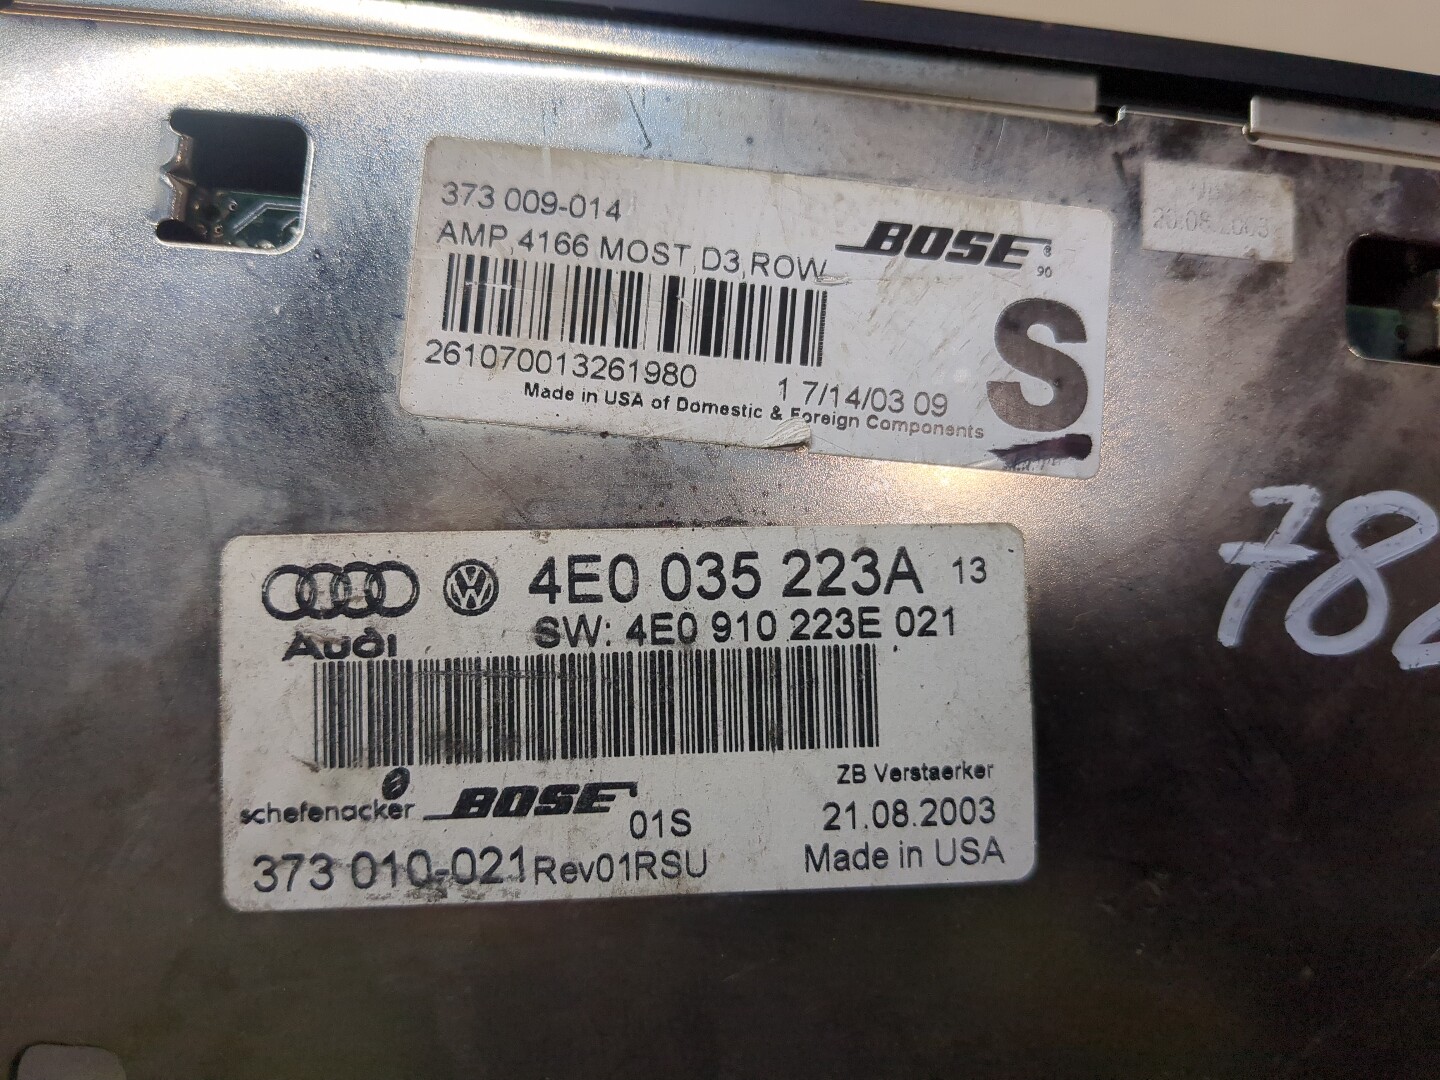 373 009-014
AMP, 4166 MOST, D3, ROW
BOSE®
90
261070013261980
1 7/14/03 09
S
Made in USA of Domestic & Foreign Components
20.08.2003
78
4E0 035 223A 13
SW: 4E0 910 223E 021
Audi
ZB Verstaerker
schefenacker BOSE 01S
21.08.2003
373 010-021 Rev01RSU
Made in USA